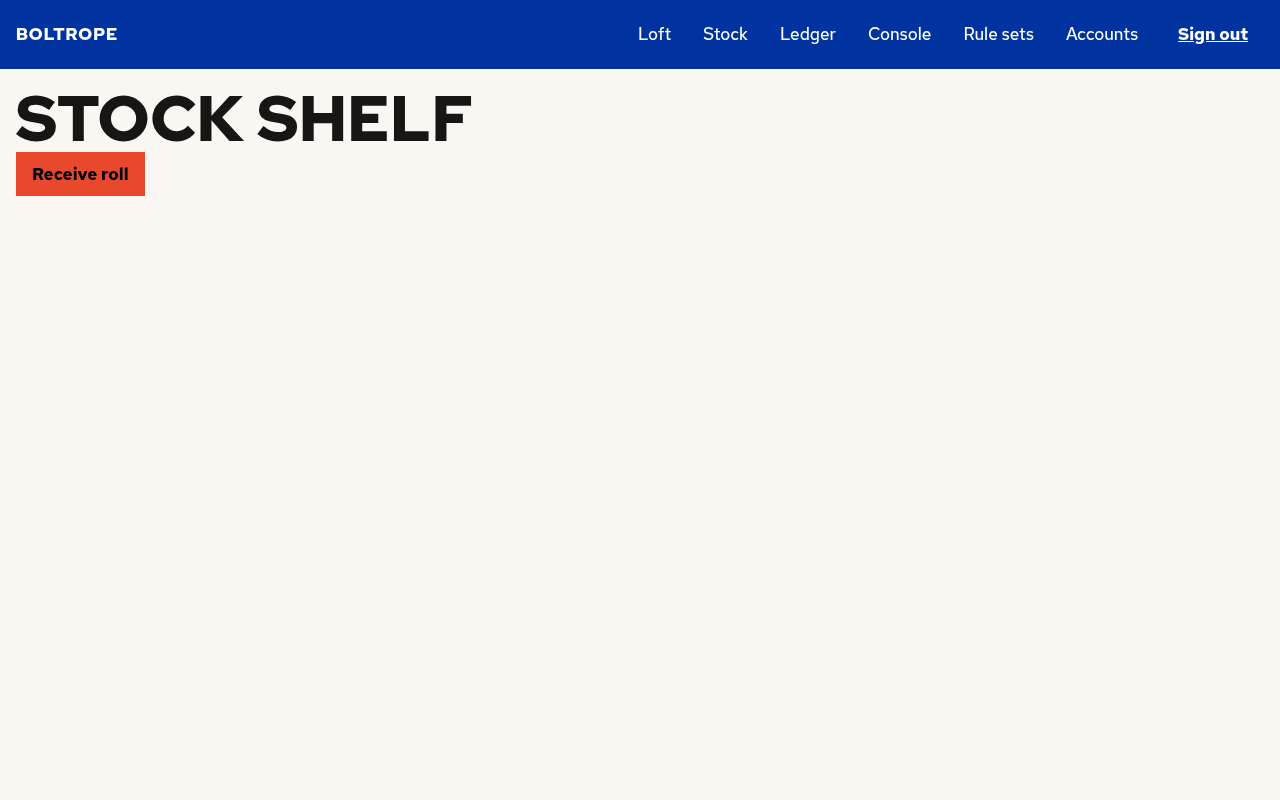 BOLTROPE Loft Stock Ledger Console Rule sets Accounts Sign out
STOCK SHELF
Receive roll